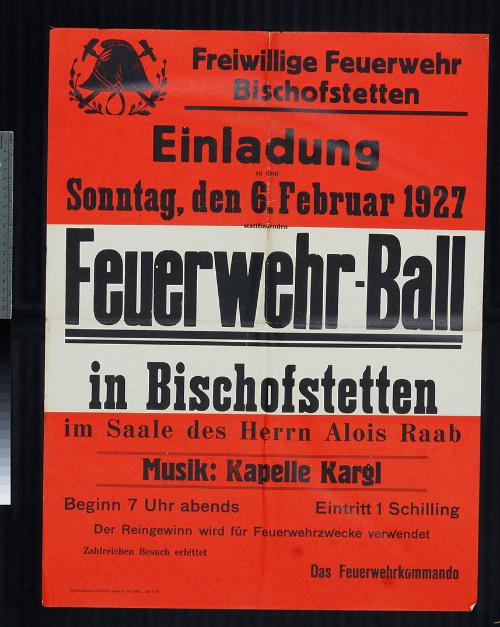 Freiwillige Feuerwehr
Bischofstetten
Einladung
zu dem
Sonntag, den 6. Februar 1927
stattfindenden
Feuerwehr-Ball
in Bischofstetten
im Saale des Herrn Alois Raab
Musik: Kapelle Kargl
Beginn 7 Uhr abends
Eintritt 1 Schilling
Der Reingewinn wird für Feuerwehrzwecke verwendet
Zahlreichen Besuch erbittet
Das Feuerwehrkommando